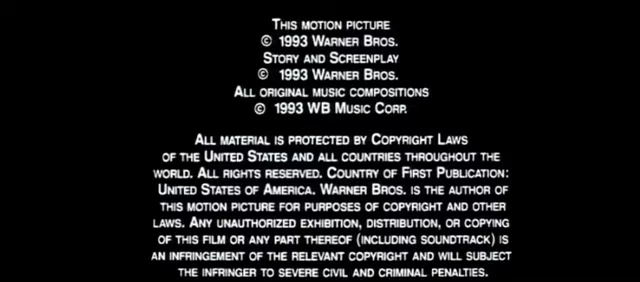 THIS MOTION PICTURE
© 1993 WARNER BROS.
STORY AND SCREENPLAY
© 1993 WARNER BROS.
ALL ORIGINAL MUSIC COMPOSITIONS
© 1993 WB MUSIC CORP.
ALL MATERIAL IS PROTECTED BY COPYRIGHT LAWS
OF THE UNITED STATES AND ALL COUNTRIES THROUGHOUT THE
WORLD. ALL RIGHTS RESERVED. COUNTRY OF FIRST PUBLICATION:
UNITED STATES OF AMERICA. WARNER BROS. IS THE AUTHOR OF
THIS MOTION PICTURE FOR PURPOSES OF COPYRIGHT AND OTHER
LAWS. ANY UNAUTHORIZED EXHIBITION, DISTRIBUTION, OR COPYING
OF THIS FILM OR ANY PART THEREOF (INCLUDING SOUNDTRACK) IS
AN INFRINGEMENT OF THE RELEVANT COPYRIGHT AND WILL SUBJECT
THE INFRINGER TO SEVERE CIVIL AND CRIMINAL PENALTIES.